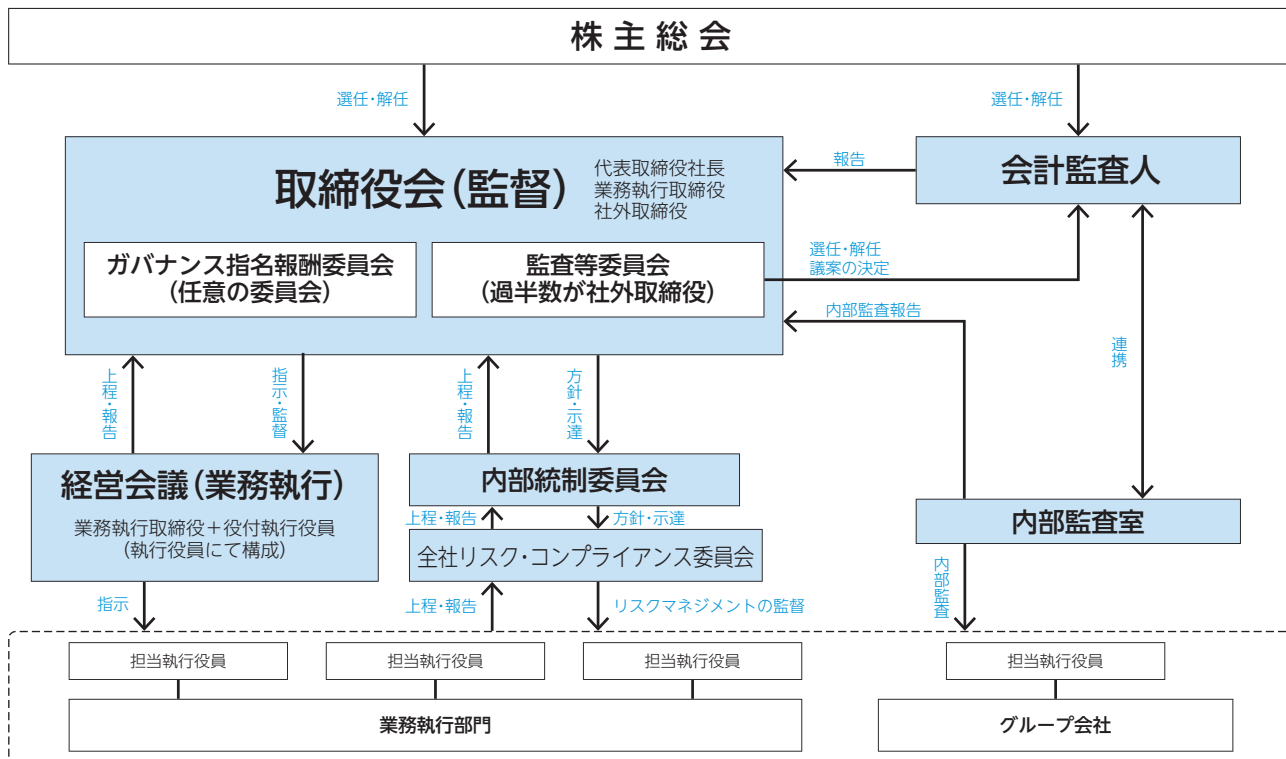 株主総会
選任・解任
選任・解任
取締役会(監督)
代表取締役社長
業務執行取締役
社外取締役
報告
会計監査人
ガバナンス指名報酬委員会
(任意の委員会)
監査等委員会
(過半数が社外取締役)
選任・解任
議案の決定
内部監査報告
連携
上程・報告
指示・監督
上程・報告
方針・示達
経営会議(業務執行)
業務執行取締役+役付執行役員
(執行役員にて構成)
内部統制委員会
上程・報告
方針・示達
全社リスク・コンプライアンス委員会
内部監査室
指示
上程・報告
リスクマネジメントの監督
内部監査
担当執行役員
担当執行役員
担当執行役員
担当執行役員
業務執行部門
グループ会社